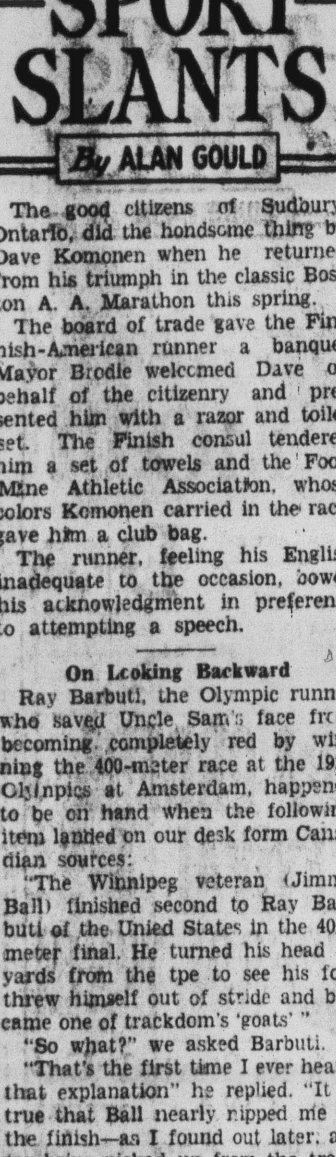 SPORT
SLANTS
By ALAN GOULD
The good citizens of Sudbury
Ontario, did the handsome thing b
Dave Komonen when he returne
from his triumph in the classic Bos
ton A. A. Marathon this spring.
The board of trade gave the Fin
nish-American runner a banque
Mayor Brodie welccmed Dave o
behalf of the citizenry and pre
sented him with a razor and toile
set. The Finish consul tendere
him a set of towels and the Foo
Mine Athletic Association, whos
colors Komonen carried in the rac
gave him a club bag.
The runner, feeling his Englis
inadequate to the occasion, bowe
his acknowledgment in preferen
to attempting a speech.
On Lcoking Backward
Ray Barbuti, the Olympic runn
who saved Uncle Sam's face fro
becoming completely red by wi
ning the 400-meter race at the 19
Olympics at Amsterdam, happen
to be on hand when the followin
item landed on our desk form Cana
dian sources:
"The Winnipeg veteran (Jimm
Ball) finished second to Ray Ba
buti of the Unied States in the 40
meter final. He turned his head
yards from the tpe to see his fo
threw himself out of stride and b
came one of trackdom's 'goats' "
"So what?" we asked Barbuti.
"That's the first time I ever hea
that explanation" he replied. "It
true that Ball nearly nipped me
the finish—as I found out later, a